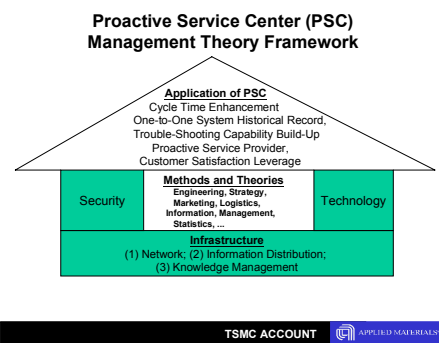 Proactive Service Center (PSC)
Management Theory Framework
Application of PSC
Cycle Time Enhancement
One-to-One System Historical Record,
Trouble-Shooting Capability Build-Up
Proactive Service Provider,
Customer Satisfaction Leverage
Security
Methods and Theories
Engineering, Strategy,
Marketing, Logistics,
Information, Management,
Statistics, ...
Technology
Infrastructure
(1) Network; (2) Information Distribution;
(3) Knowledge Management
TSMC ACCOUNT
APPLIED MATERIALS®